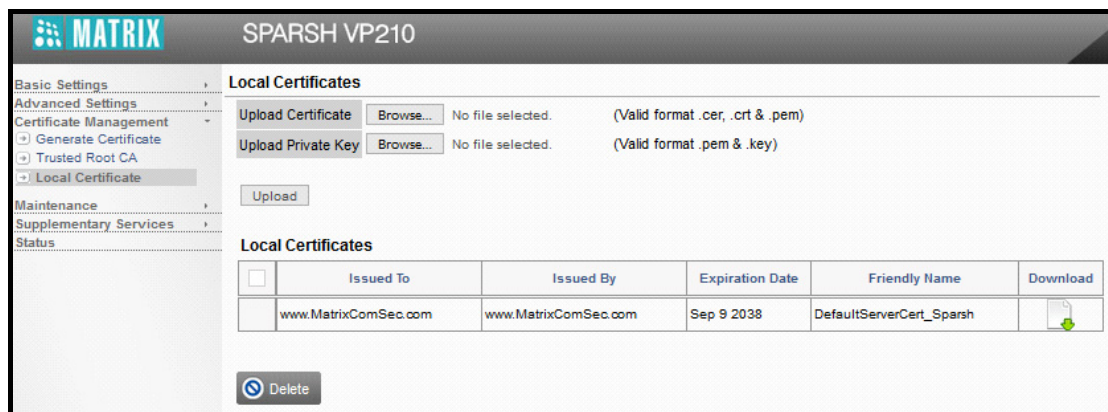 MATRIX SPARSH VP210
Basic Settings
Advanced Settings
Certificate Management
Generate Certificate
Trusted Root CA
Local Certificate
Maintenance
Supplementary Services
Status
Local Certificates
Upload Certificate Browse... No file selected. (Valid format .cer, .crt & .pem)
Upload Private Key Browse... No file selected. (Valid format .pem & .key)
Upload
Local Certificates
Issued To Issued By Expiration Date Friendly Name Download
www.MatrixComSec.com www.MatrixComSec.com Sep 9 2038 DefaultServerCert_Sparsh
Delete